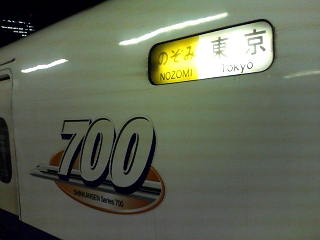 のぞみ 東京
NOZOMI Tokyo
700
SHINKANSEN Series 700